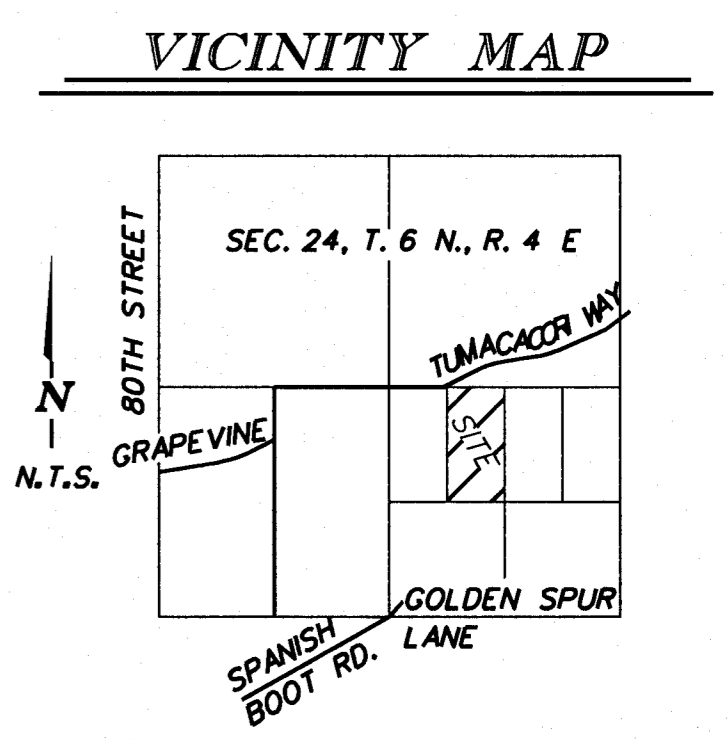 VICINITY MAP
80TH STREET
SEC. 24, T. 6 N., R. 4 E
TUMACACORI WAY
N
N.T.S.
GRAPEVINE
SITE
GOLDEN SPUR
LANE
SPANISH
BOOT RD.